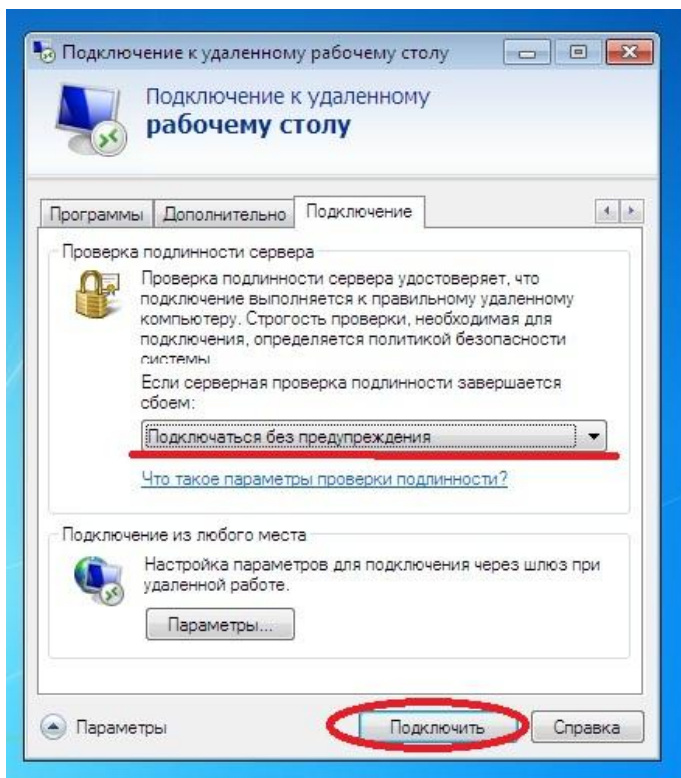 Подключение к удаленному рабочему столу
Подключение к удаленному
рабочему столу
Программы Дополнительно Подключение
Проверка подлинности сервера
Проверка подлинности сервера удостоверяет, что
подключение выполняется к правильному удаленному
компьютеру. Строгость проверки, необходимая для
подключения, определяется политикой безопасности
системы
Если серверная проверка подлинности завершается
сбоем:
Подключаться без предупреждения
Что такое параметры проверки подлинности?
Подключение из любого места
Настройка параметров для подключения через шлюз при
удаленной работе.
Параметры...
Параметры Подключить Справка